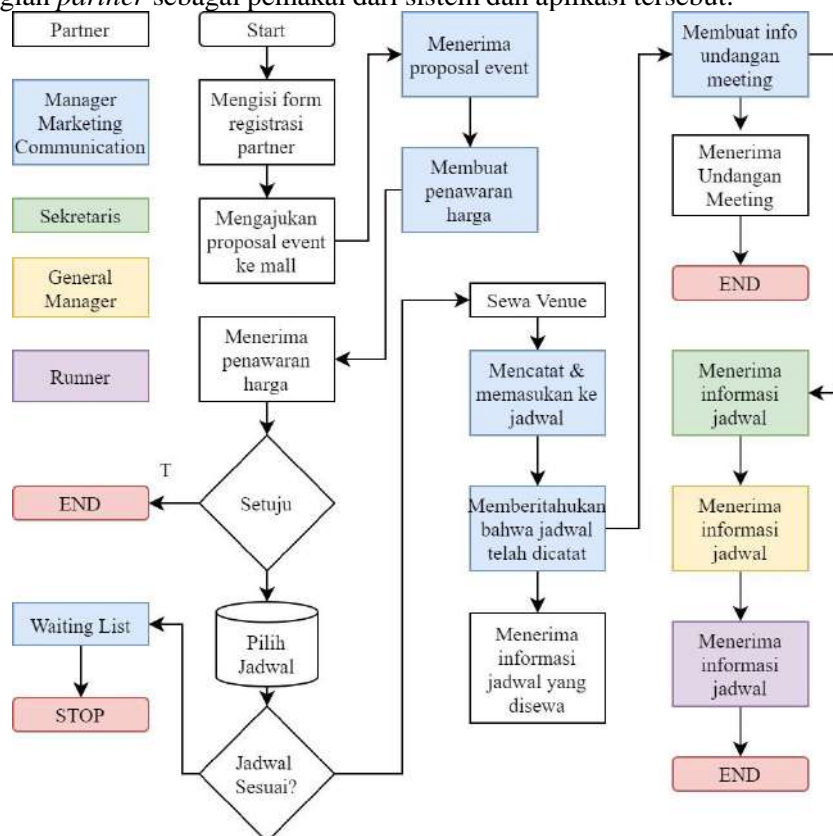 gian partner sebagai pemakai dari sistem dan aplikasi tersebut.
Partner
Manager
Marketing
Communication
Sekretaris
General
Manager
Runner
Start
Mengisi form
registrasi
partner
Mengajukan
proposal event
ke mall
Menerima
proposal event
Membuat
penawaran
harga
Menerima
penawaran
harga
Setuju
T
END
Pilih
Jadwal
Jadwal
Sesuai?
Waiting List
STOP
Sewa Venue
Mencatat &
memasukan ke
jadwal
Memberitahukan
bahwa jadwal
telah dicatat
Menerima
informasi
jadwal yang
disewa
Membuat info
undangan
meeting
Menerima
Undangan
Meeting
END
Menerima
informasi
jadwal
Menerima
informasi
jadwal
Menerima
informasi
jadwal
END